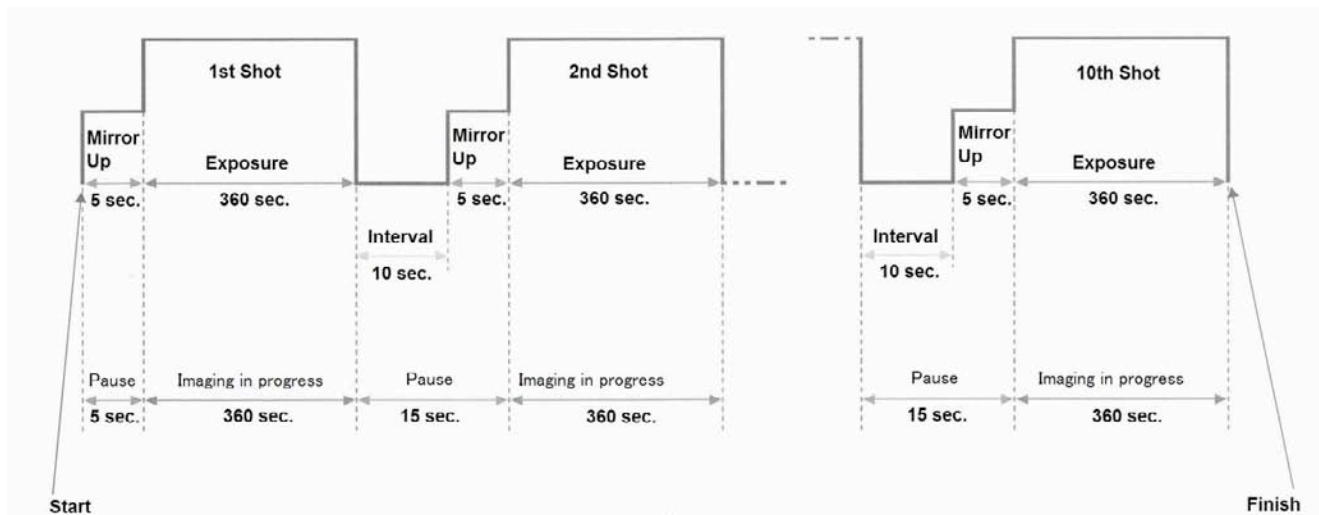 1st Shot
2nd Shot
10th Shot
Mirror
Up
Exposure
Mirror
Up
Exposure
Mirror
Up
Exposure
5 sec.
360 sec.
5 sec.
360 sec.
5 sec.
360 sec.
Interval
10 sec.
Interval
10 sec.
Pause
Imaging in progress
Pause
Imaging in progress
Pause
Imaging in progress
5 sec.
360 sec.
15 sec.
360 sec.
15 sec.
360 sec.
Start
Finish